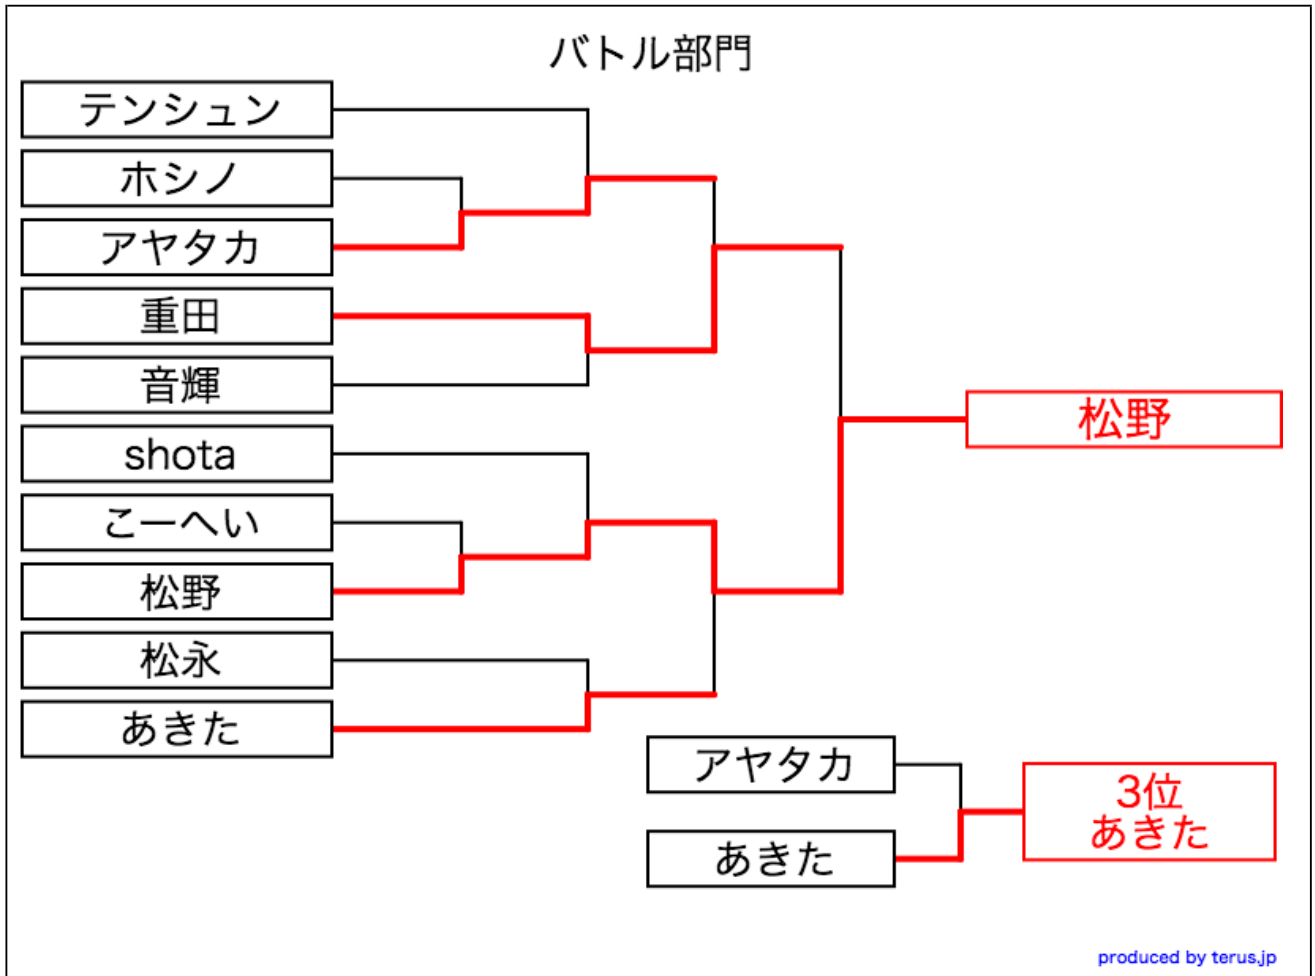 バトル部門
テンシュン
ホシノ
アヤタカ
重田
音輝
shota
こーへい
松野
松永
あきた
松野
アヤタカ
あきた
3位
あきた
produced by terus.jp